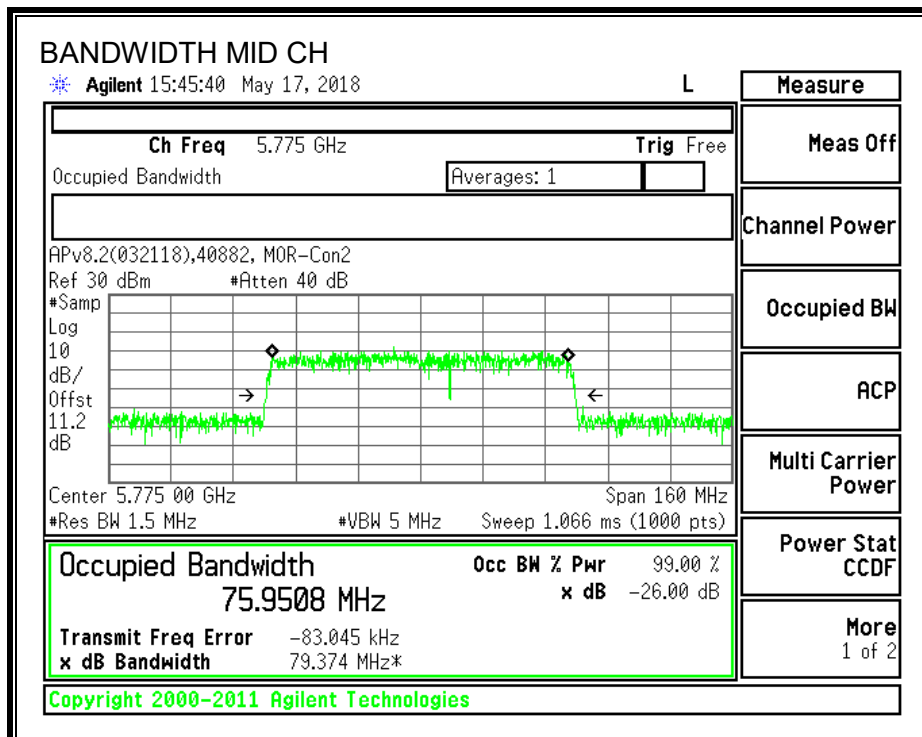 BANDWIDTH MID CH
Agilent 15:45:40 May 17, 2018 L
Measure
Ch Freq 5.775 GHz Trig Free
Meas Off
Occupied Bandwidth Averages: 1
Channel Power
APv8.2(032118),40882, MOR-Con2
Ref 30 dBm #Atten 40 dB
#Samp
Log
10
dB/
Offst
11.2
dB
Occupied BW
ACP
Center 5.775 00 GHz Span 160 MHz
#Res BW 1.5 MHz #VBW 5 MHz Sweep 1.066 ms (1000 pts)
Multi Carrier
Power
Occupied Bandwidth Occ BW % Pwr 99.00 %
75.9508 MHz x dB -26.00 dB
Transmit Freq Error -83.045 kHz
x dB Bandwidth 79.374 MHz*
Power Stat
CCDF
More
1 of 2
Copyright 2000-2011 Agilent Technologies